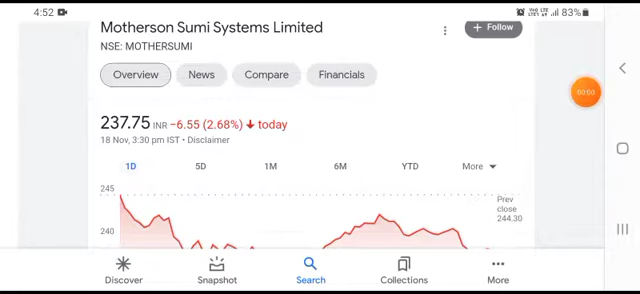 4:52 83%
Motherson Sumi Systems Limited
NSE: MOTHERSUMI
+ Follow
Overview News Compare Financials
00:00
237.75 INR −6.55 (2.68%) today
18 Nov, 3:30 pm IST • Disclaimer
1D 5D 1M 6M YTD More
245
Prev
close
244.30
240
Discover Snapshot Search Collections More